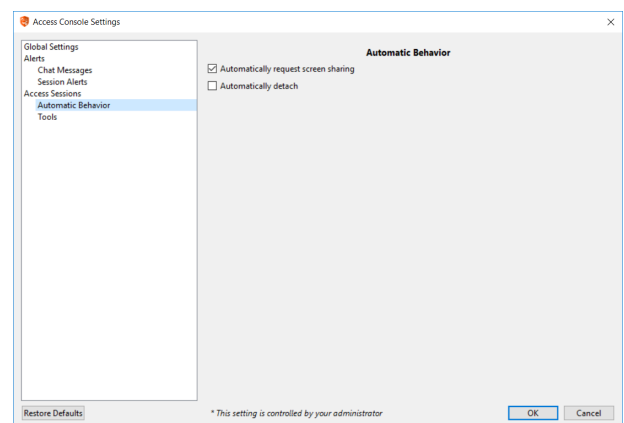 Access Console Settings
Global Settings
Alerts
Chat Messages
Session Alerts
Access Sessions
Automatic Behavior
Tools
Automatic Behavior
Automatically request screen sharing
Automatically detach
Restore Defaults
* This setting is controlled by your administrator
OK
Cancel